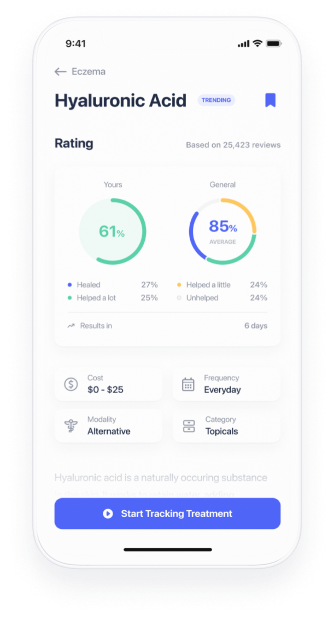 9:41
Eczema
Hyaluronic Acid TRENDING
Rating Based on 25,423 reviews
Yours General
61% 85%
AVERAGE
Healed 27% Helped a little 24%
Helped a lot 25% Unhelped 24%
Results in 6 days
Cost Frequency
$0 - $25 Everyday
Modality Category
Alternative Topicals
Hyaluronic acid is a naturally occuring substance
Start Tracking Treatment